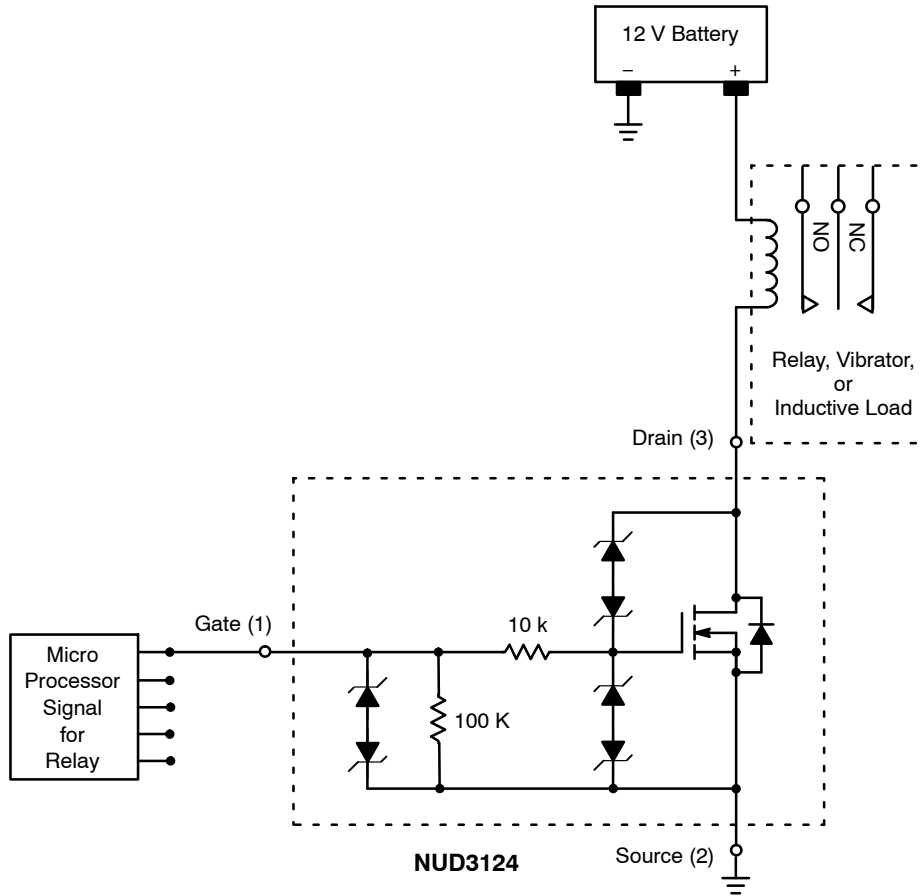 12 V Battery
− +
NO
NC
Relay, Vibrator,
or
Inductive Load
Drain (3)
Gate (1)
10 k
Micro
Processor
Signal
for
Relay
100 K
Source (2)
NUD3124